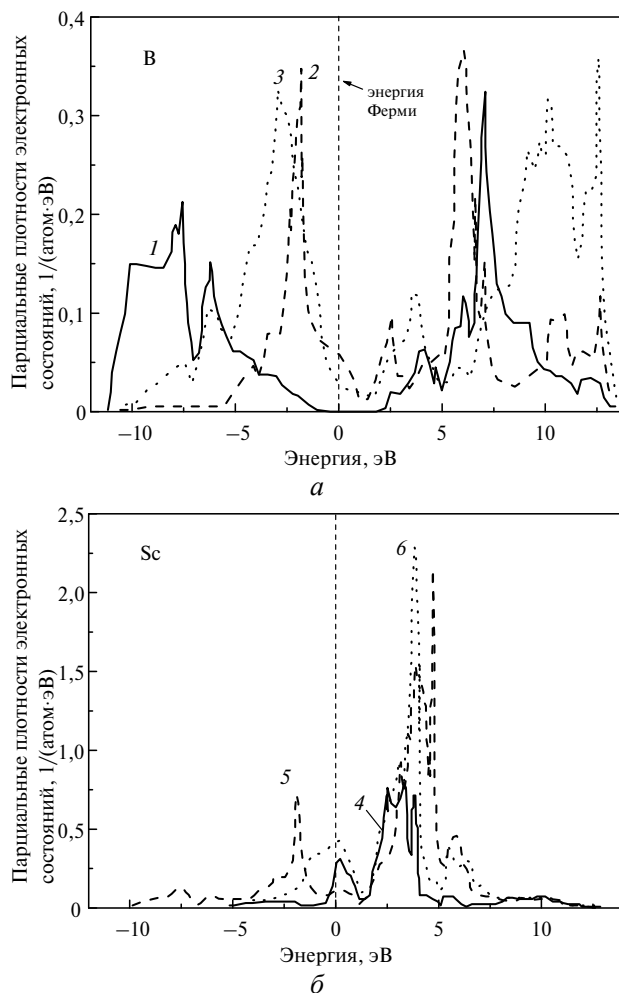 Парциальные плотности электронных
состояний, 1/(атом·эВ)
0,4
0,3
0,2
0,1
0
B
1
3
2
энергия
Ферми
−10
−5
0
5
10
Энергия, эВ
а
Парциальные плотности электронных
состояний, 1/(атом·эВ)
2,5
2,0
1,5
1,0
0,5
0
Sc
6
5
4
−10
−5
0
5
10
Энергия, эВ
б